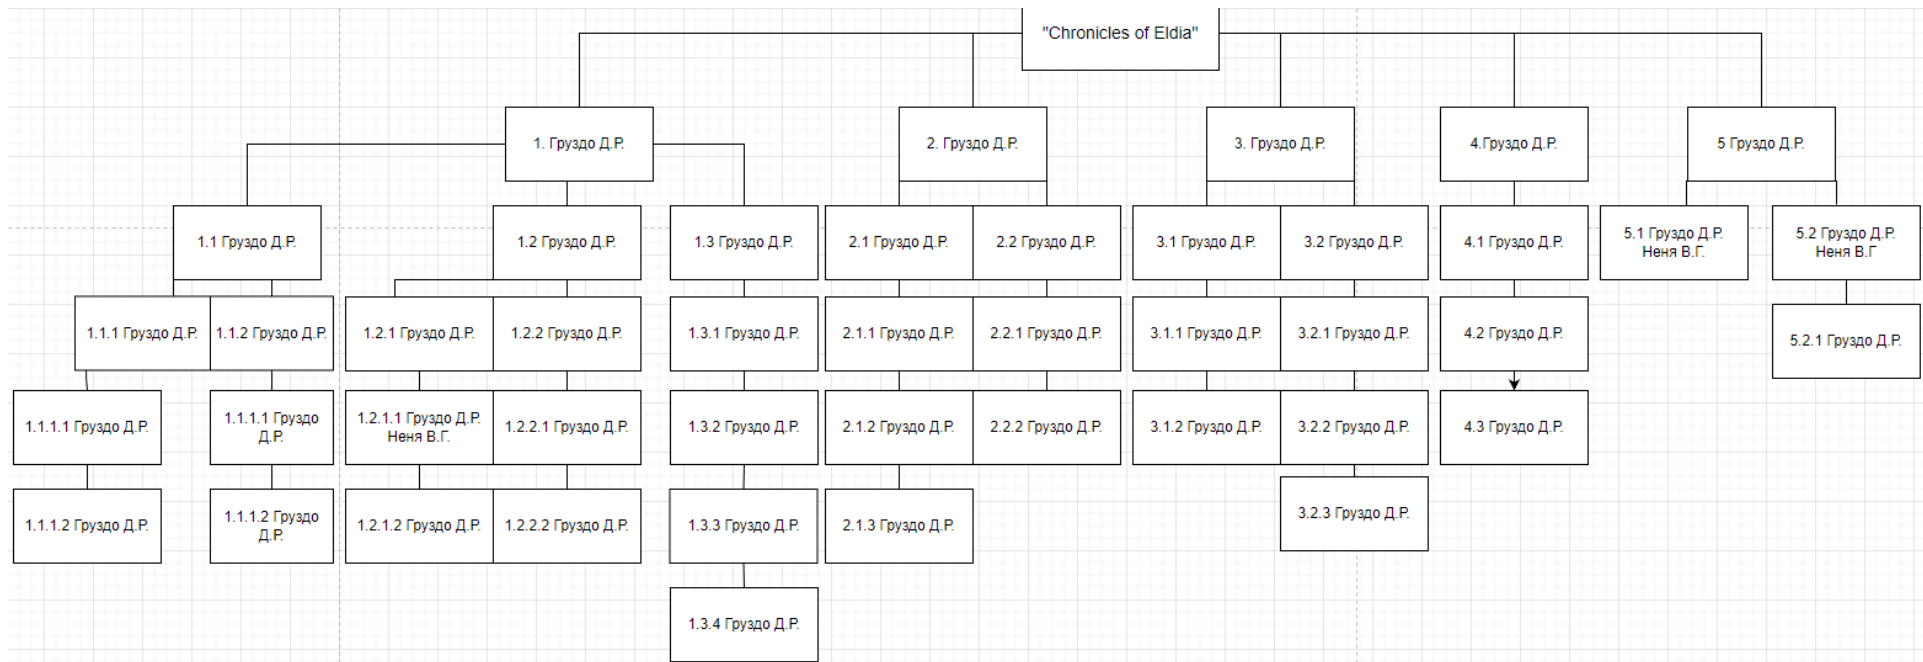 "Chronicles of Eldia"
1. Груздо Д.Р.
2. Груздо Д.Р.
3. Груздо Д.Р.
4.Груздо Д.Р.
5 Груздо Д.Р.
1.1 Груздо Д.Р.
1.2 Груздо Д.Р.
1.3 Груздо Д.Р.
2.1 Груздо Д.Р.
2.2 Груздо Д.Р.
3.1 Груздо Д.Р.
3.2 Груздо Д.Р.
4.1 Груздо Д.Р.
5.1 Груздо Д.Р.
Неня В.Г.
5.2 Груздо Д.Р.
Неня В.Г
1.1.1 Груздо Д.Р.
1.1.2 Груздо Д.Р.
1.2.1 Груздо Д.Р.
1.2.2 Груздо Д.Р.
1.3.1 Груздо Д.Р.
2.1.1 Груздо Д.Р.
2.2.1 Груздо Д.Р.
3.1.1 Груздо Д.Р.
3.2.1 Груздо Д.Р.
4.2 Груздо Д.Р.
5.2.1 Груздо Д.Р.
1.1.1.1 Груздо Д.Р.
1.1.1.1 Груздо
Д.Р.
1.2.1.1 Груздо Д.Р.
Неня В.Г.
1.2.2.1 Груздо Д.Р.
1.3.2 Груздо Д.Р.
2.1.2 Груздо Д.Р.
2.2.2 Груздо Д.Р.
3.1.2 Груздо Д.Р.
3.2.2 Груздо Д.Р.
4.3 Груздо Д.Р.
1.1.1.2 Груздо Д.Р.
1.1.1.2 Груздо
Д.Р.
1.2.1.2 Груздо Д.Р.
1.2.2.2 Груздо Д.Р.
1.3.3 Груздо Д.Р.
2.1.3 Груздо Д.Р.
3.2.3 Груздо Д.Р.
1.3.4 Груздо Д.Р.